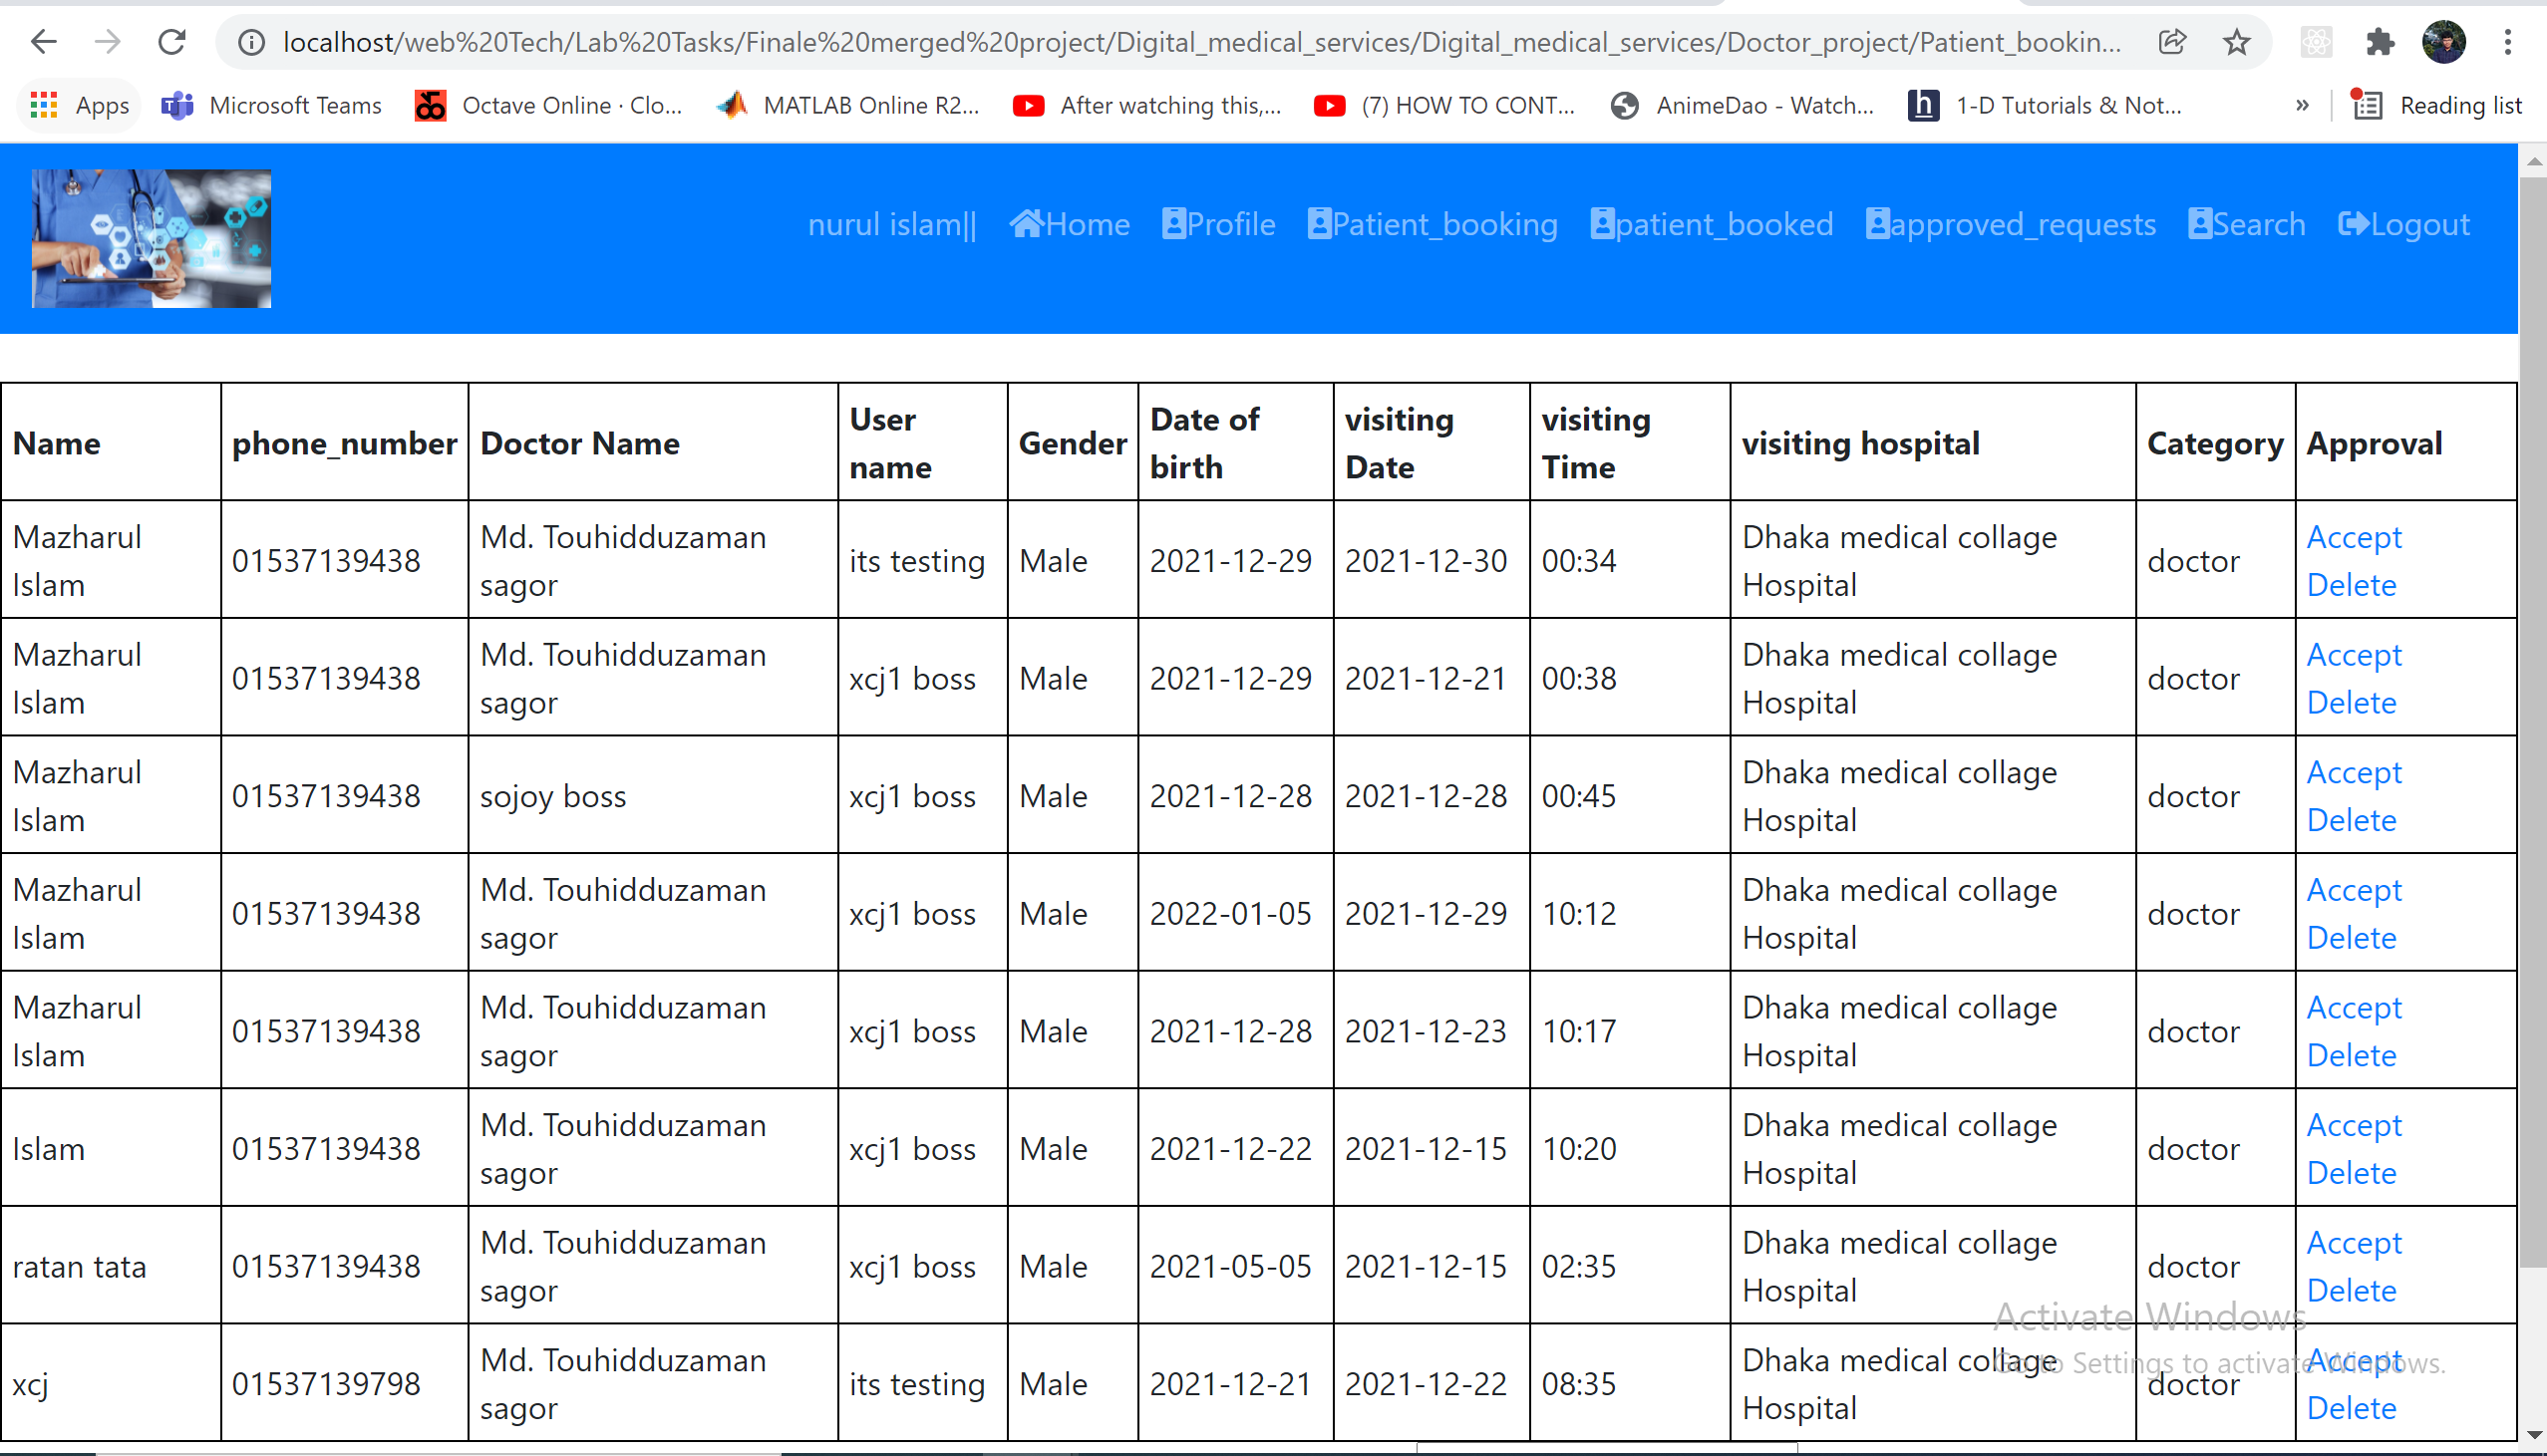 localhost/web%20Tech/Lab%20Tasks/Finale%20merged%20project/Digital_medical_services/Digital_medical_services/Doctor_project/Patient_bookin...
Apps Microsoft Teams Octave Online · Clo... MATLAB Online R2... After watching this,... (7) HOW TO CONT... AnimeDao - Watch... 1-D Tutorials & Not... » Reading list
nurul islam|| Home Profile Patient_booking patient_booked approved_requests Search Logout
Name phone_number Doctor Name User name Gender Date of birth visiting Date visiting Time visiting hospital Category Approval
Mazharul Islam 01537139438 Md. Touhidduzaman sagor its testing Male 2021-12-29 2021-12-30 00:34 Dhaka medical collage Hospital doctor Accept Delete
Mazharul Islam 01537139438 Md. Touhidduzaman sagor xcj1 boss Male 2021-12-29 2021-12-21 00:38 Dhaka medical collage Hospital doctor Accept Delete
Mazharul Islam 01537139438 sojoy boss xcj1 boss Male 2021-12-28 2021-12-28 00:45 Dhaka medical collage Hospital doctor Accept Delete
Mazharul Islam 01537139438 Md. Touhidduzaman sagor xcj1 boss Male 2022-01-05 2021-12-29 10:12 Dhaka medical collage Hospital doctor Accept Delete
Mazharul Islam 01537139438 Md. Touhidduzaman sagor xcj1 boss Male 2021-12-28 2021-12-23 10:17 Dhaka medical collage Hospital doctor Accept Delete
Islam 01537139438 Md. Touhidduzaman sagor xcj1 boss Male 2021-12-22 2021-12-15 10:20 Dhaka medical collage Hospital doctor Accept Delete
ratan tata 01537139438 Md. Touhidduzaman sagor xcj1 boss Male 2021-05-05 2021-12-15 02:35 Dhaka medical collage Hospital doctor Accept Delete
xcj 01537139798 Md. Touhidduzaman sagor its testing Male 2021-12-21 2021-12-22 08:35 Dhaka medical collage Hospital doctor Accept Delete
Activate Windows
Go to Settings to activate Windows.